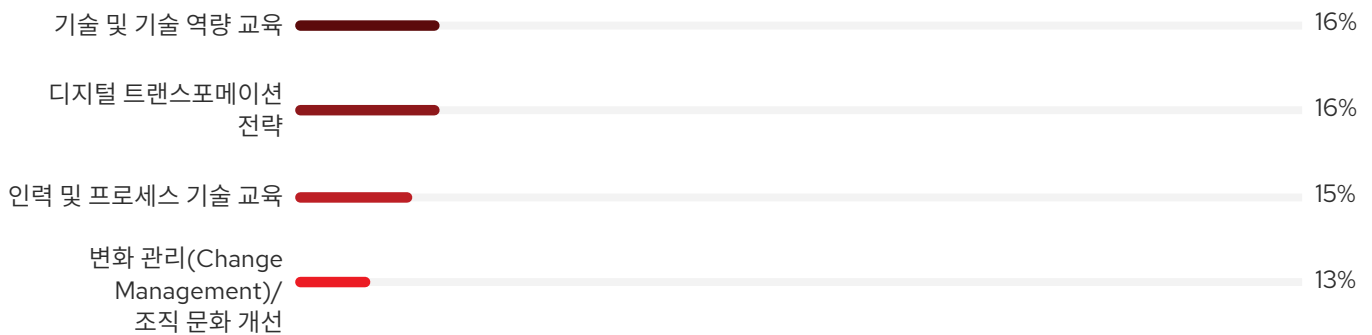 기술 및 기술 역량 교육
16%
디지털 트랜스포메이션
전략
16%
인력 및 프로세스 기술 교육
15%
변화 관리(Change
Management)/
조직 문화 개선
13%